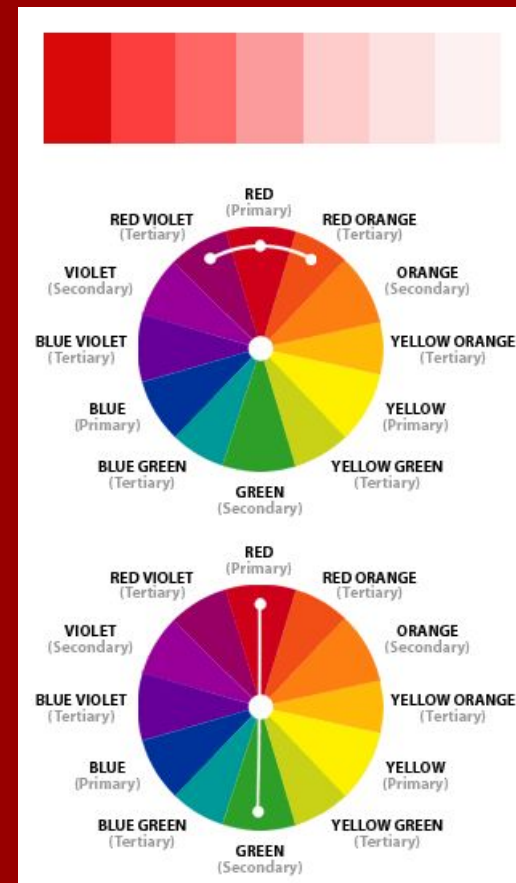 RED
(Primary)
RED VIOLET
(Tertiary)
RED ORANGE
(Tertiary)
VIOLET
(Secondary)
ORANGE
(Secondary)
BLUE VIOLET
(Tertiary)
YELLOW ORANGE
(Tertiary)
BLUE
(Primary)
YELLOW
(Primary)
BLUE GREEN
(Tertiary)
YELLOW GREEN
(Tertiary)
GREEN
(Secondary)
RED
(Primary)
RED VIOLET
(Tertiary)
RED ORANGE
(Tertiary)
VIOLET
(Secondary)
ORANGE
(Secondary)
BLUE VIOLET
(Tertiary)
YELLOW ORANGE
(Tertiary)
BLUE
(Primary)
YELLOW
(Primary)
BLUE GREEN
(Tertiary)
YELLOW GREEN
(Tertiary)
GREEN
(Secondary)